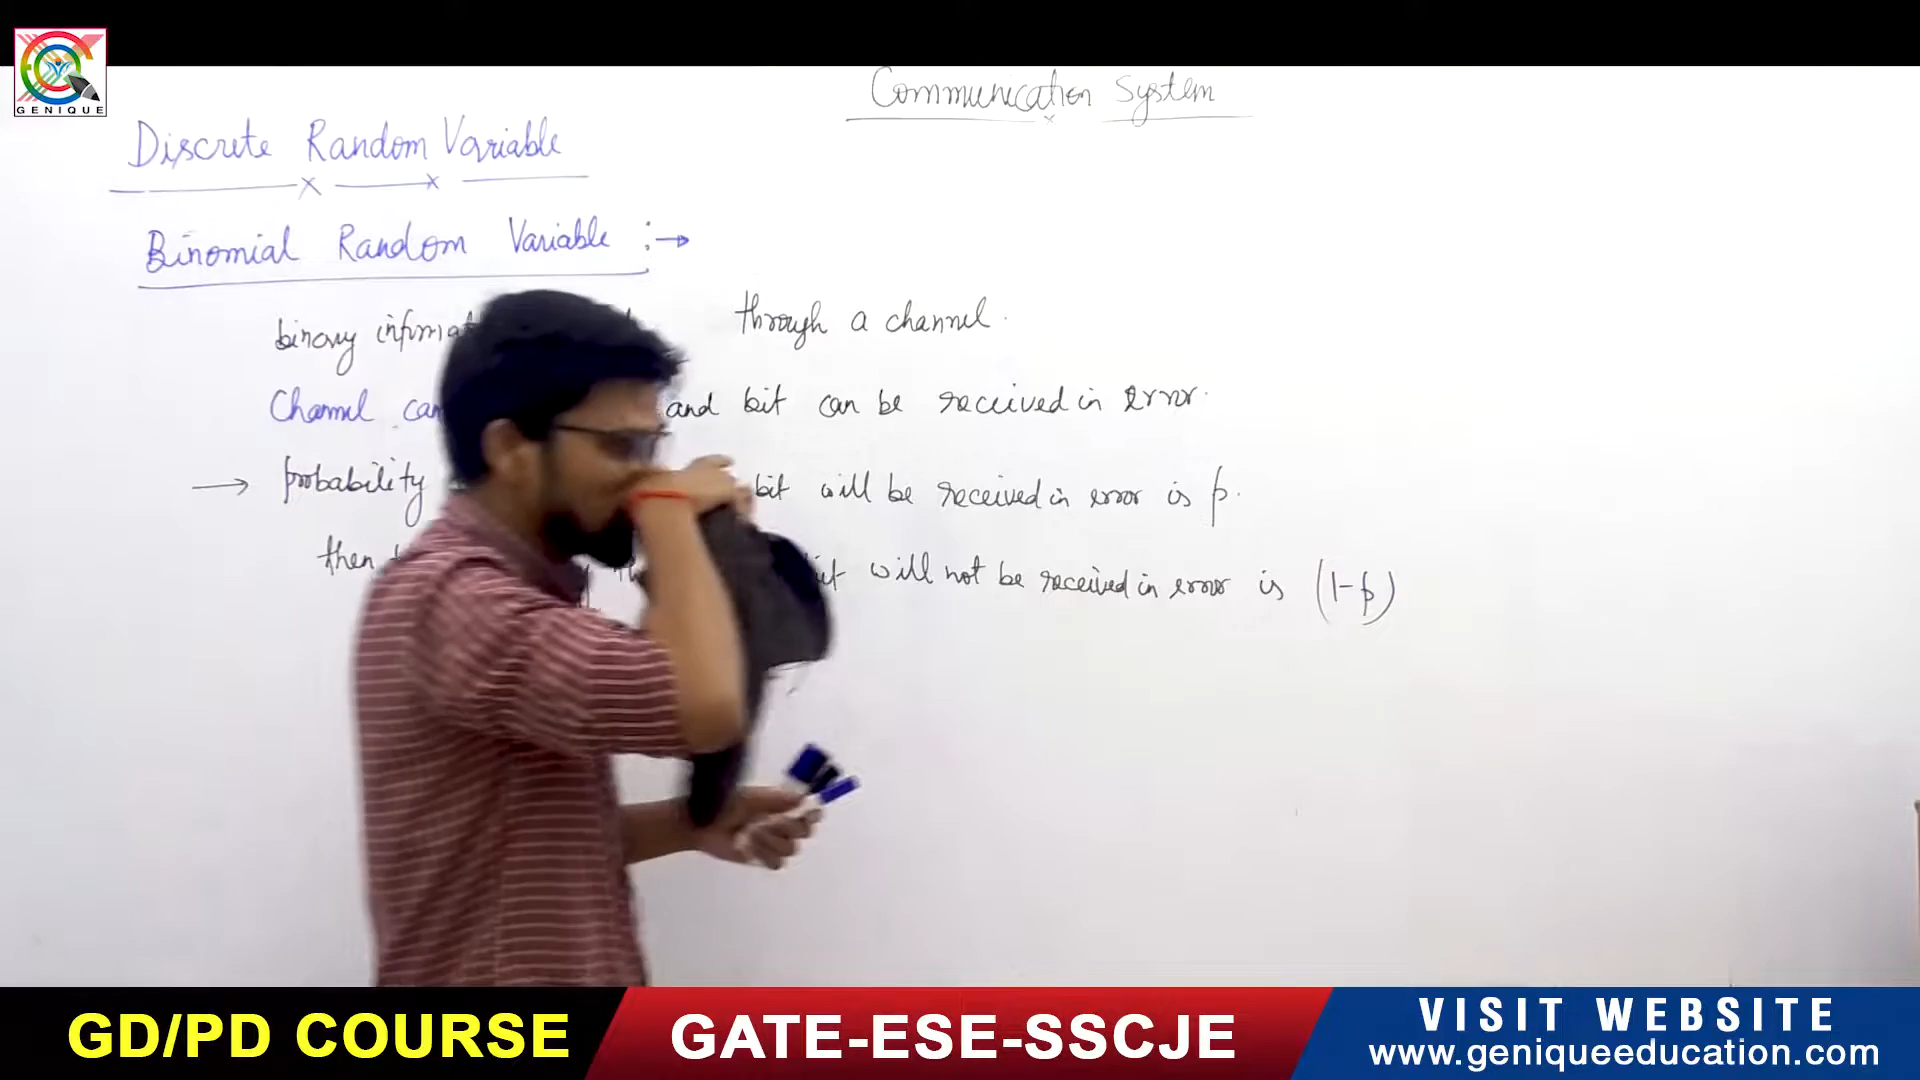 GENIQUE
Communication System
Discrete Random Variable
Binomial Random Variable :→
binary through a channel.
Channel and bit can be received in error.
→ probability bit will be received in error is p.
then will not be received in error is (1-p)
GD/PD COURSE
GATE-ESE-SSCJE
VISIT WEBSITE
www.geniqueeducation.com